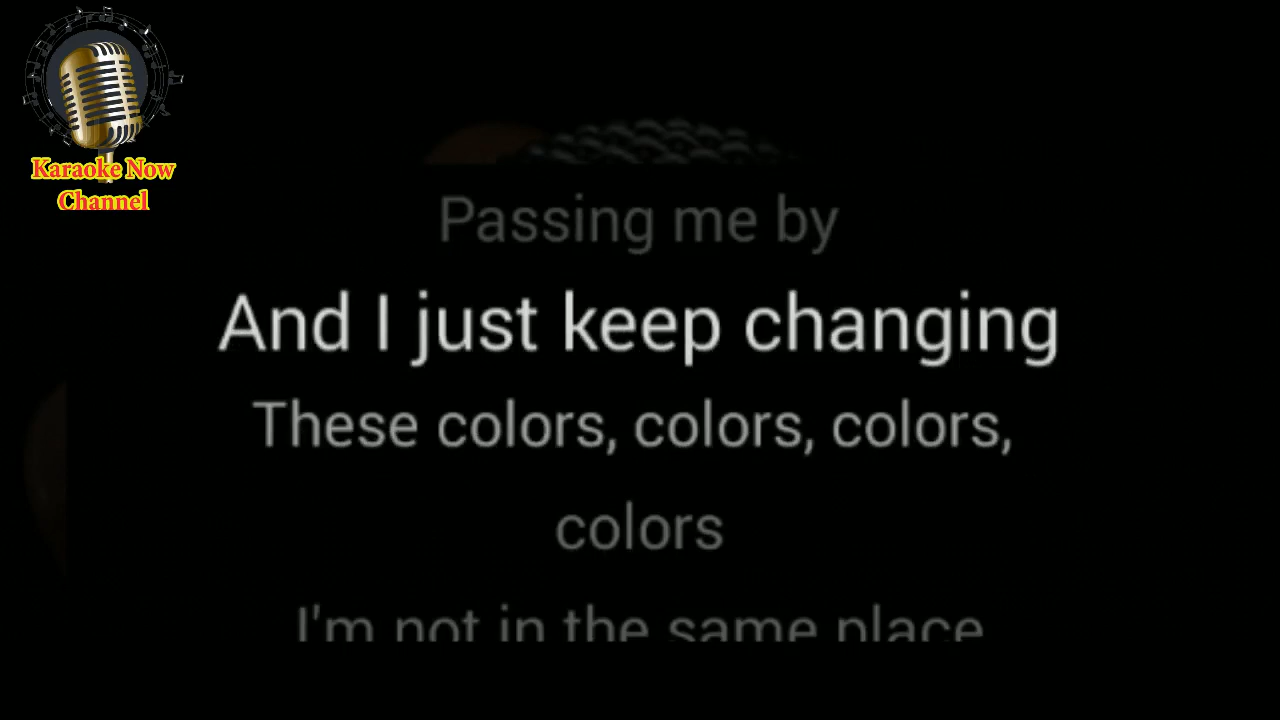 Karaoke Now
Channel
Passing me by
And I just keep changing
These colors, colors, colors,
colors
I'm not in the same place